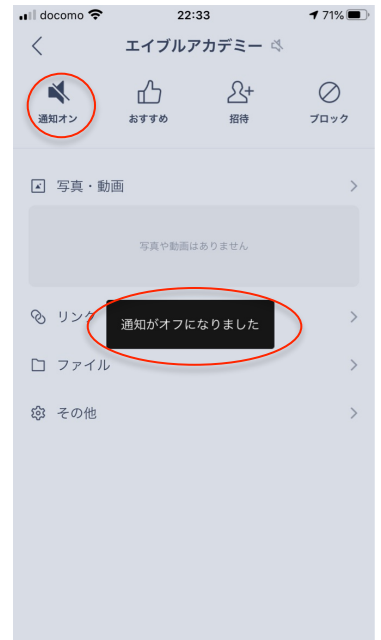 docomo 22:33 71%
エイブルアカデミー
通知オン おすすめ 招待 ブロック
写真・動画
写真や動画はありません
リンク
通知がオフになりました
ファイル
その他